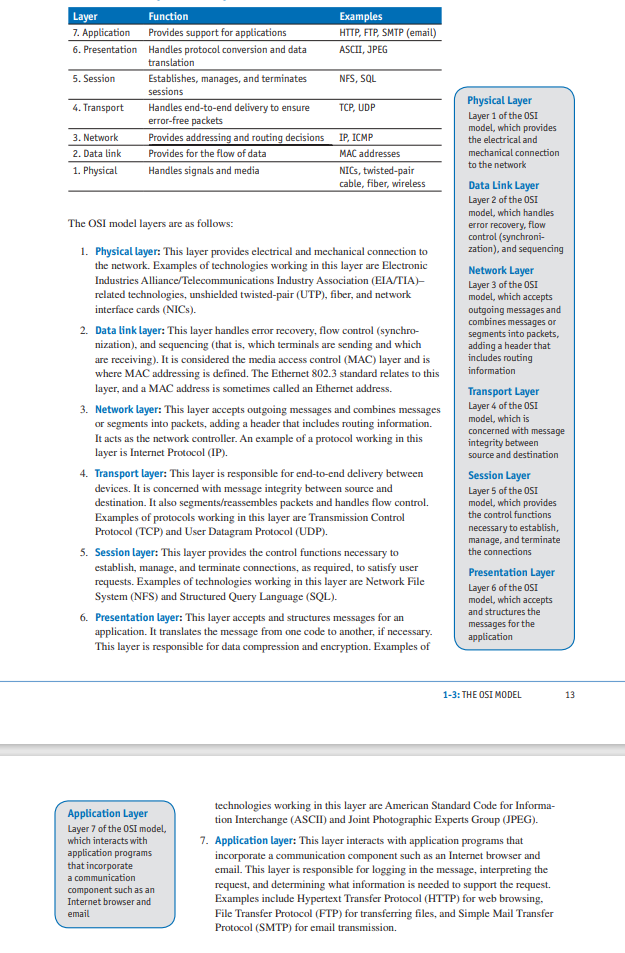 Layer Function Examples
7. Application Provides support for applications HTTP, FTP, SMTP (email)
6. Presentation Handles protocol conversion and data translation ASCII, JPEG
5. Session Establishes, manages, and terminates sessions NFS, SQL
4. Transport Handles end-to-end delivery to ensure error-free packets TCP, UDP
3. Network Provides addressing and routing decisions IP, ICMP
2. Data link Provides for the flow of data MAC addresses
1. Physical Handles signals and media NICs, twisted-pair cable, fiber, wireless
The OSI model layers are as follows:
1. Physical layer: This layer provides electrical and mechanical connection to
the network. Examples of technologies working in this layer are Electronic
Industries Alliance/Telecommunications Industry Association (EIA/TIA)–
related technologies, unshielded twisted-pair (UTP), fiber, and network
interface cards (NICs).
2. Data link layer: This layer handles error recovery, flow control (synchro-
nization), and sequencing (that is, which terminals are sending and which
are receiving). It is considered the media access control (MAC) layer and is
where MAC addressing is defined. The Ethernet 802.3 standard relates to this
layer, and a MAC address is sometimes called an Ethernet address.
3. Network layer: This layer accepts outgoing messages and combines messages
or segments into packets, adding a header that includes routing information.
It acts as the network controller. An example of a protocol working in this
layer is Internet Protocol (IP).
4. Transport layer: This layer is responsible for end-to-end delivery between
devices. It is concerned with message integrity between source and
destination. It also segments/reassembles packets and handles flow control.
Examples of protocols working in this layer are Transmission Control
Protocol (TCP) and User Datagram Protocol (UDP).
5. Session layer: This layer provides the control functions necessary to
establish, manage, and terminate connections, as required, to satisfy user
requests. Examples of technologies working in this layer are Network File
System (NFS) and Structured Query Language (SQL).
6. Presentation layer: This layer accepts and structures messages for an
application. It translates the message from one code to another, if necessary.
This layer is responsible for data compression and encryption. Examples of
Physical Layer
Layer 1 of the OSI
model, which provides
the electrical and
mechanical connection
to the network
Data Link Layer
Layer 2 of the OSI
model, which handles
error recovery, flow
control (synchroni-
zation), and sequencing
Network Layer
Layer 3 of the OSI
model, which accepts
outgoing messages and
combines messages or
segments into packets,
adding a header that
includes routing
information
Transport Layer
Layer 4 of the OSI
model, which is
concerned with message
integrity between
source and destination
Session Layer
Layer 5 of the OSI
model, which provides
the control functions
necessary to establish,
manage, and terminate
the connections
Presentation Layer
Layer 6 of the OSI
model, which accepts
and structures the
messages for the
application
1-3: THE OSI MODEL 13
Application Layer
Layer 7 of the OSI model,
which interacts with
application programs
that incorporate
a communication
component such as an
Internet browser and
email
technologies working in this layer are American Standard Code for Informa-
tion Interchange (ASCII) and Joint Photographic Experts Group (JPEG).
7. Application layer: This layer interacts with application programs that
incorporate a communication component such as an Internet browser and
email. This layer is responsible for logging in the message, interpreting the
request, and determining what information is needed to support the request.
Examples include Hypertext Transfer Protocol (HTTP) for web browsing,
File Transfer Protocol (FTP) for transferring files, and Simple Mail Transfer
Protocol (SMTP) for email transmission.